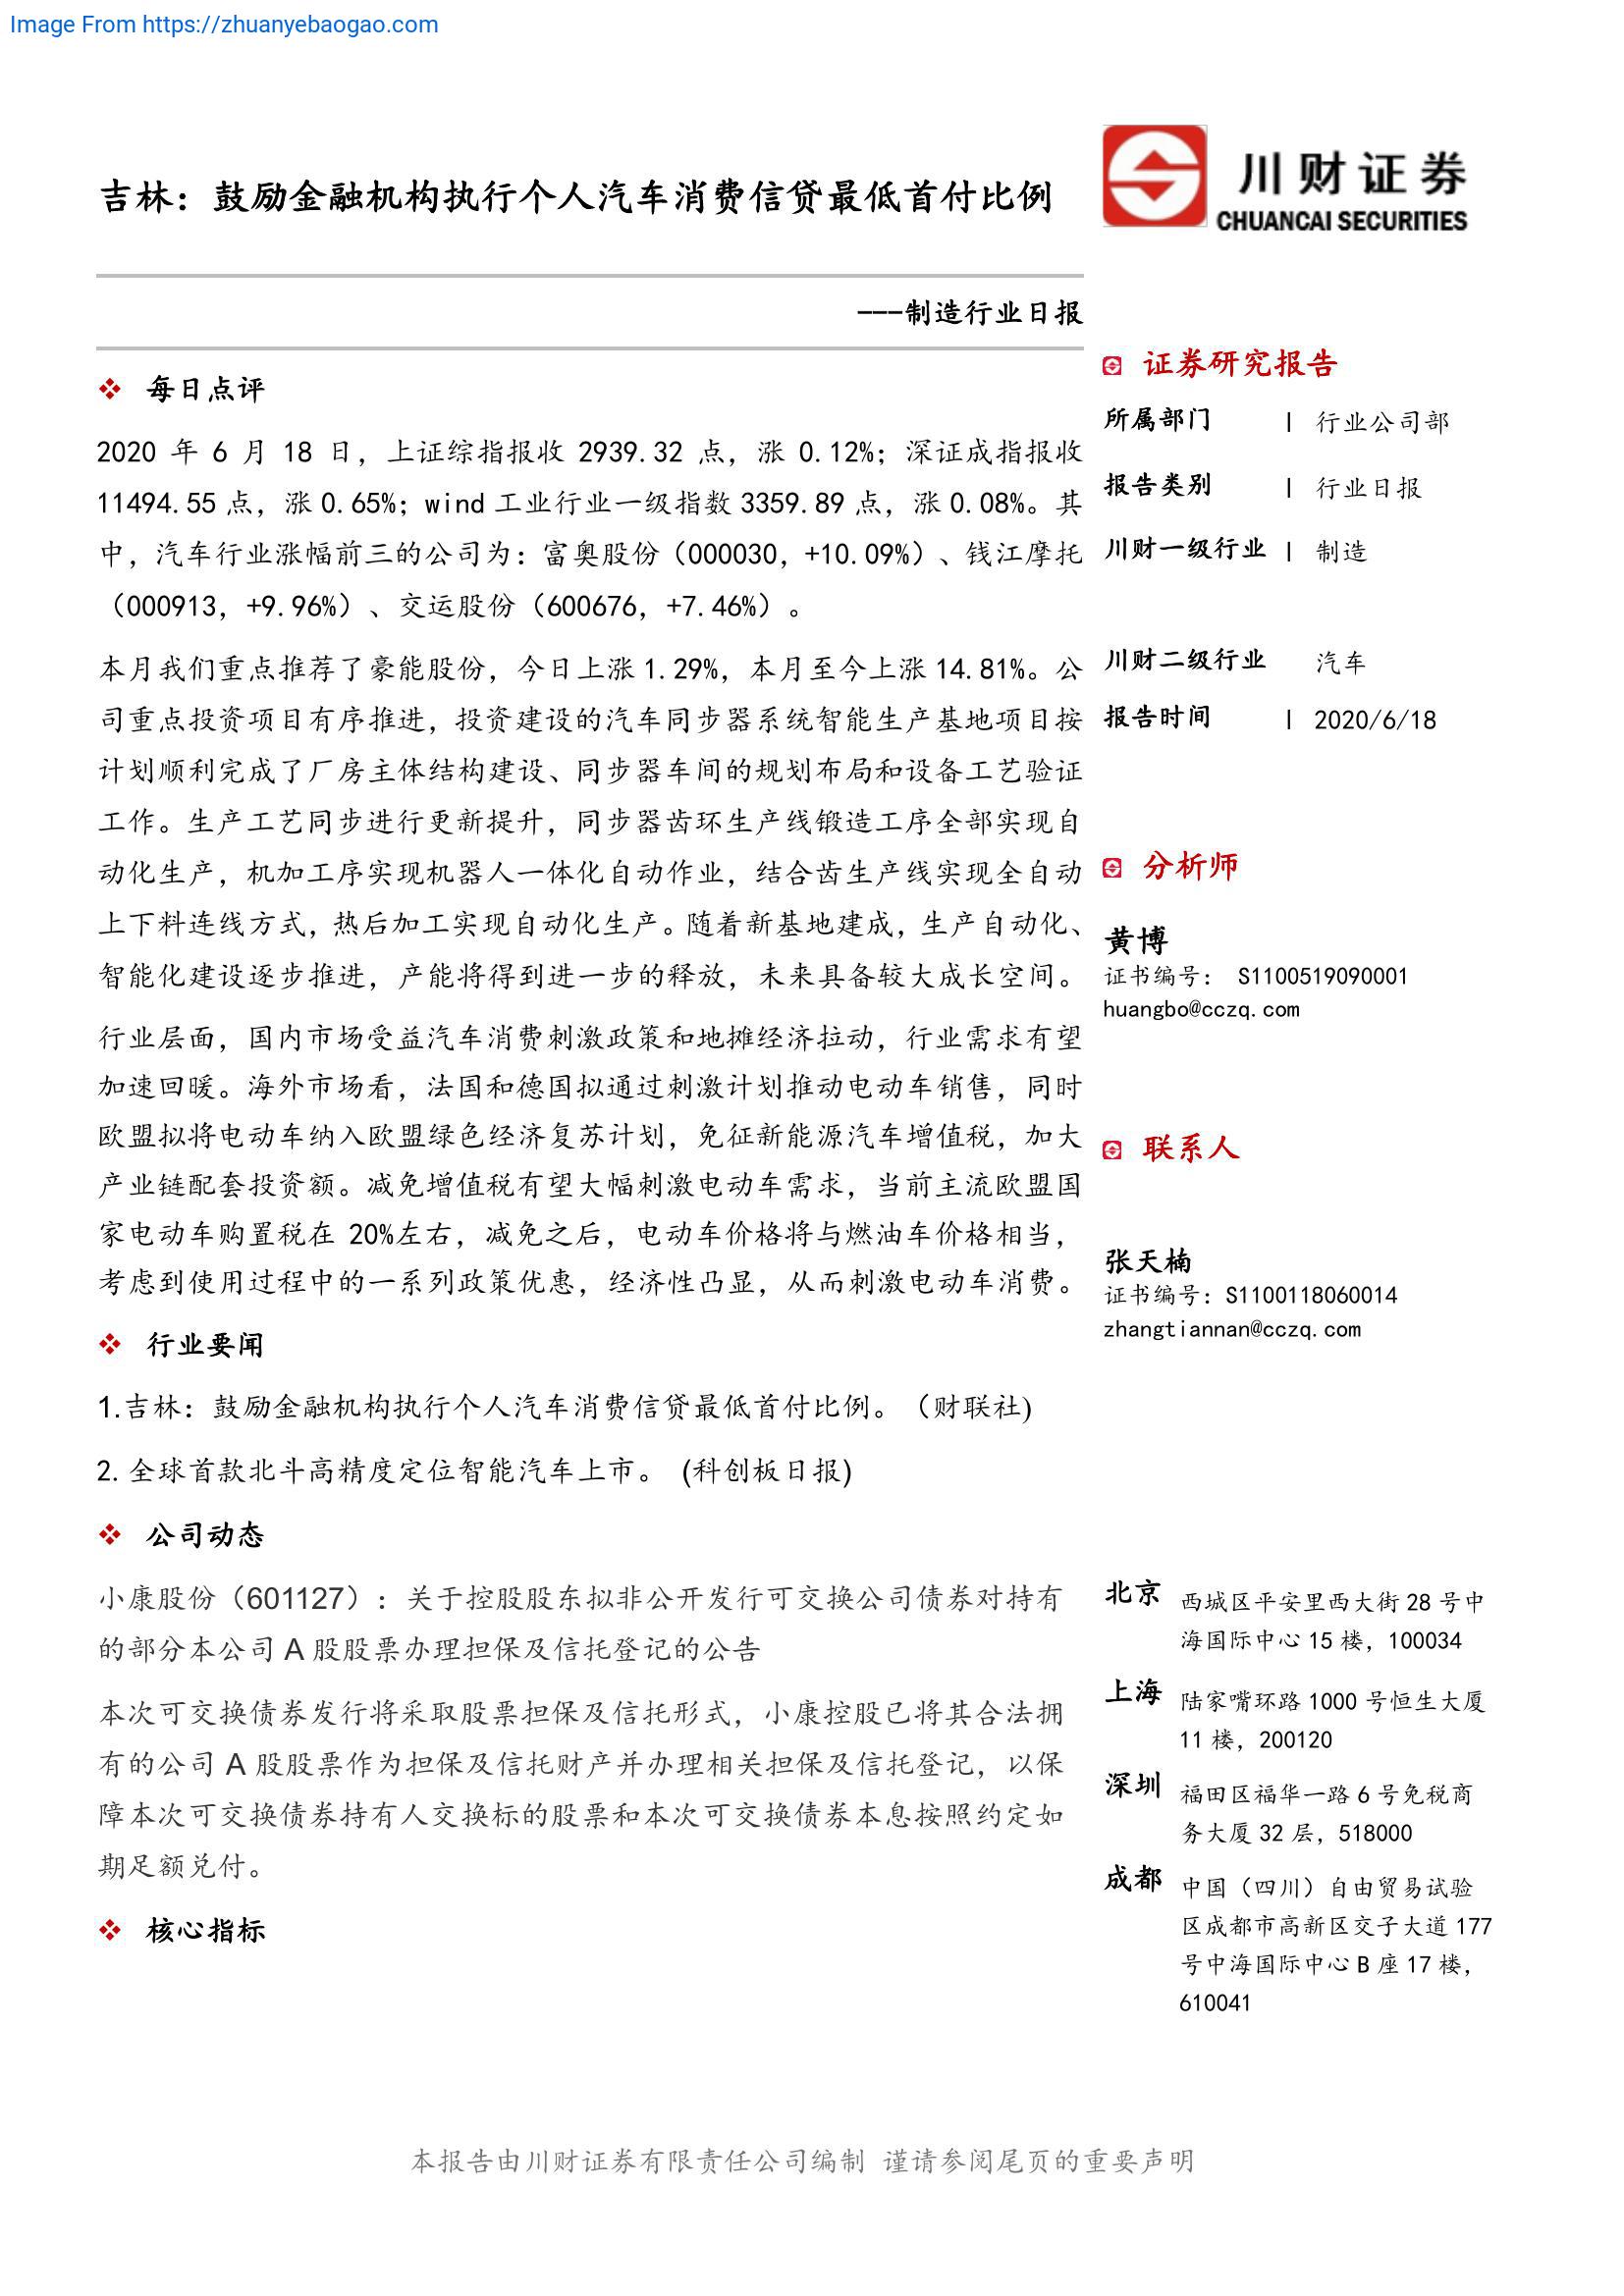 Image From https://zhuanyebaogao.com
川财证券
CHUANCAI SECURITIES
吉林：鼓励金融机构执行个人汽车消费信贷最低首付比例
---制造行业日报
❖ 每日点评
2020 年 6 月 18 日，上证综指报收 2939.32 点，涨 0.12%；深证成指报收
11494.55 点，涨 0.65%；wind 工业行业一级指数 3359.89 点，涨 0.08%。其
中，汽车行业涨幅前三的公司为：富奥股份（000030，+10.09%）、钱江摩托
（000913，+9.96%）、交运股份（600676，+7.46%）。
本月我们重点推荐了豪能股份，今日上涨 1.29%，本月至今上涨 14.81%。公
司重点投资项目有序推进，投资建设的汽车同步器系统智能生产基地项目按
计划顺利完成了厂房主体结构建设、同步器车间的规划布局和设备工艺验证
工作。生产工艺同步进行更新提升，同步器齿环生产线锻造工序全部实现自
动化生产，机加工序实现机器人一体化自动作业，结合齿生产线实现全自动
上下料连线方式，热后加工实现自动化生产。随着新基地建成，生产自动化、
智能化建设逐步推进，产能将得到进一步的释放，未来具备较大成长空间。
行业层面，国内市场受益汽车消费刺激政策和地摊经济拉动，行业需求有望
加速回暖。海外市场看，法国和德国拟通过刺激计划推动电动车销售，同时
欧盟拟将电动车纳入欧盟绿色经济复苏计划，免征新能源汽车增值税，加大
产业链配套投资额。减免增值税有望大幅刺激电动车需求，当前主流欧盟国
家电动车购置税在 20%左右，减免之后，电动车价格将与燃油车价格相当，
考虑到使用过程中的一系列政策优惠，经济性凸显，从而刺激电动车消费。
❖ 行业要闻
1.吉林：鼓励金融机构执行个人汽车消费信贷最低首付比例。（财联社)
2. 全球首款北斗高精度定位智能汽车上市。 (科创板日报)
❖ 公司动态
小康股份（601127）：关于控股股东拟非公开发行可交换公司债券对持有
的部分本公司 A 股股票办理担保及信托登记的公告
本次可交换债券发行将采取股票担保及信托形式，小康控股已将其合法拥
有的公司 A 股股票作为担保及信托财产并办理相关担保及信托登记，以保
障本次可交换债券持有人交换标的股票和本次可交换债券本息按照约定如
期足额兑付。
❖ 核心指标
证券研究报告
所属部门 | 行业公司部
报告类别 | 行业日报
川财一级行业 | 制造
川财二级行业 汽车
报告时间 | 2020/6/18
分析师
黄博
证书编号： S1100519090001
huangbo@cczq.com
联系人
张天楠
证书编号：S1100118060014
zhangtiannan@cczq.com
北京 西城区平安里西大街 28 号中
海国际中心 15 楼，100034
上海 陆家嘴环路 1000 号恒生大厦
11 楼，200120
深圳 福田区福华一路 6 号免税商
务大厦 32 层，518000
成都 中国（四川）自由贸易试验
区成都市高新区交子大道 177
号中海国际中心 B 座 17 楼，
610041
本报告由川财证券有限责任公司编制 谨请参阅尾页的重要声明